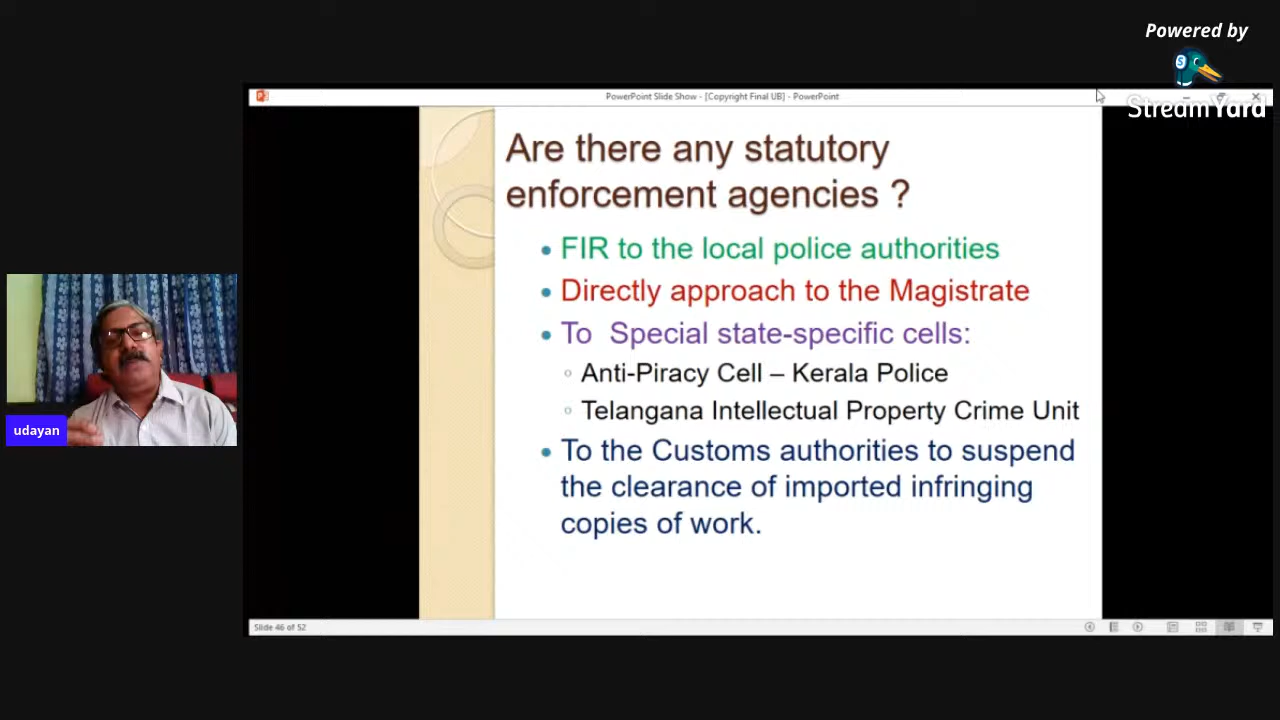 Powered by
StreamYard
PowerPoint Slide Show - [Copyright Final UB] - PowerPoint
Are there any statutory
enforcement agencies ?
FIR to the local police authorities
Directly approach to the Magistrate
To Special state-specific cells:
Anti-Piracy Cell – Kerala Police
Telangana Intellectual Property Crime Unit
To the Customs authorities to suspend
the clearance of imported infringing
copies of work.
udayan
Slide 46 of 52